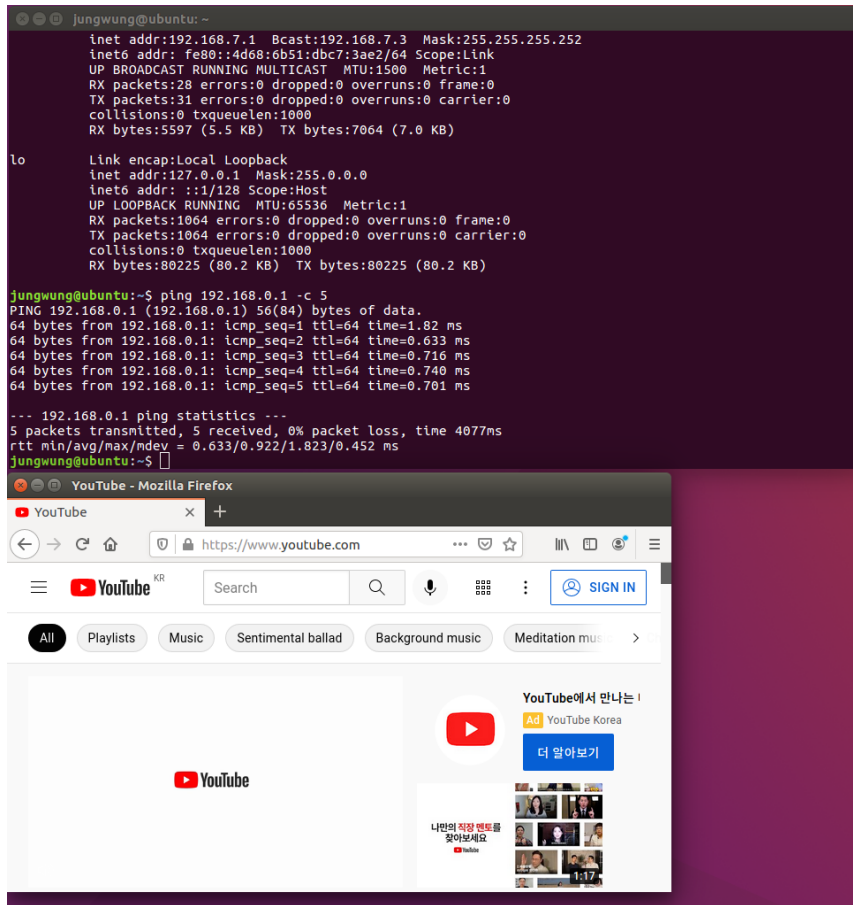 jungwung@ubuntu: ~
inet addr:192.168.7.1  Bcast:192.168.7.3  Mask:255.255.255.252
inet6 addr: fe80::4d68:6b51:dbc7:3ae2/64 Scope:Link
UP BROADCAST RUNNING MULTICAST  MTU:1500  Metric:1
RX packets:28 errors:0 dropped:0 overruns:0 frame:0
TX packets:31 errors:0 dropped:0 overruns:0 carrier:0
collisions:0 txqueuelen:1000
RX bytes:5597 (5.5 KB)  TX bytes:7064 (7.0 KB)
lo        Link encap:Local Loopback
inet addr:127.0.0.1  Mask:255.0.0.0
inet6 addr: ::1/128 Scope:Host
UP LOOPBACK RUNNING  MTU:65536  Metric:1
RX packets:1064 errors:0 dropped:0 overruns:0 frame:0
TX packets:1064 errors:0 dropped:0 overruns:0 carrier:0
collisions:0 txqueuelen:1000
RX bytes:80225 (80.2 KB)  TX bytes:80225 (80.2 KB)
jungwung@ubuntu:~$ ping 192.168.0.1 -c 5
PING 192.168.0.1 (192.168.0.1) 56(84) bytes of data.
64 bytes from 192.168.0.1: icmp_seq=1 ttl=64 time=1.82 ms
64 bytes from 192.168.0.1: icmp_seq=2 ttl=64 time=0.633 ms
64 bytes from 192.168.0.1: icmp_seq=3 ttl=64 time=0.716 ms
64 bytes from 192.168.0.1: icmp_seq=4 ttl=64 time=0.740 ms
64 bytes from 192.168.0.1: icmp_seq=5 ttl=64 time=0.701 ms
--- 192.168.0.1 ping statistics ---
5 packets transmitted, 5 received, 0% packet loss, time 4077ms
rtt min/avg/max/mdev = 0.633/0.922/1.823/0.452 ms
jungwung@ubuntu:~$
YouTube - Mozilla Firefox
YouTube
https://www.youtube.com
YouTube KR Search SIGN IN
All Playlists Music Sentimental ballad Background music Meditation mus
YouTube에서 만나는
Ad YouTube Korea
더 알아보기
YouTube
나만의 직장 멘토를
찾아보세요
YouTube
1:17